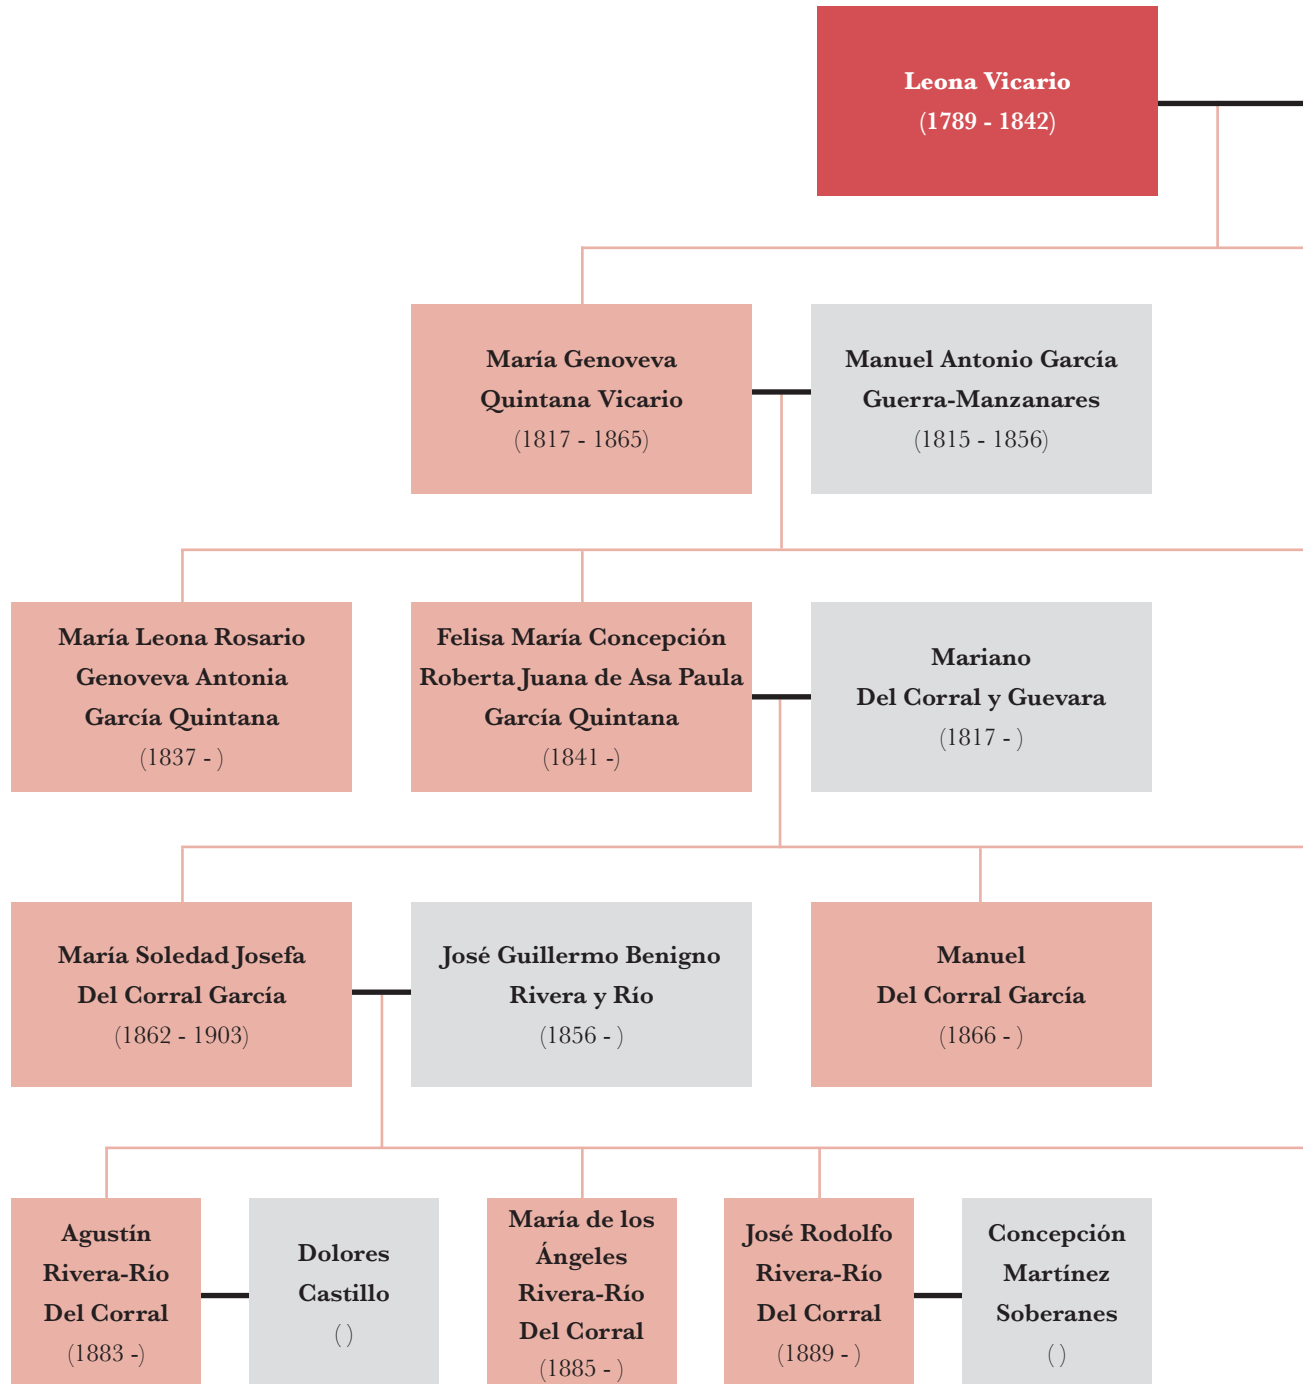 Leona Vicario
(1789 - 1842)
María Genoveva
Quintana Vicario
(1817 - 1865)
Manuel Antonio García
Guerra-Manzanares
(1815 - 1856)
María Leona Rosario
Genoveva Antonia
García Quintana
(1837 - )
Felisa María Concepción
Roberta Juana de Asa Paula
García Quintana
(1841 -)
Mariano
Del Corral y Guevara
(1817 - )
María Soledad Josefa
Del Corral García
(1862 - 1903)
José Guillermo Benigno
Rivera y Río
(1856 - )
Manuel
Del Corral García
(1866 - )
Agustín
Rivera-Río
Del Corral
(1883 -)
Dolores
Castillo
( )
María de los
Ángeles
Rivera-Río
Del Corral
(1885 - )
José Rodolfo
Rivera-Río
Del Corral
(1889 - )
Concepción
Martínez
Soberanes
( )